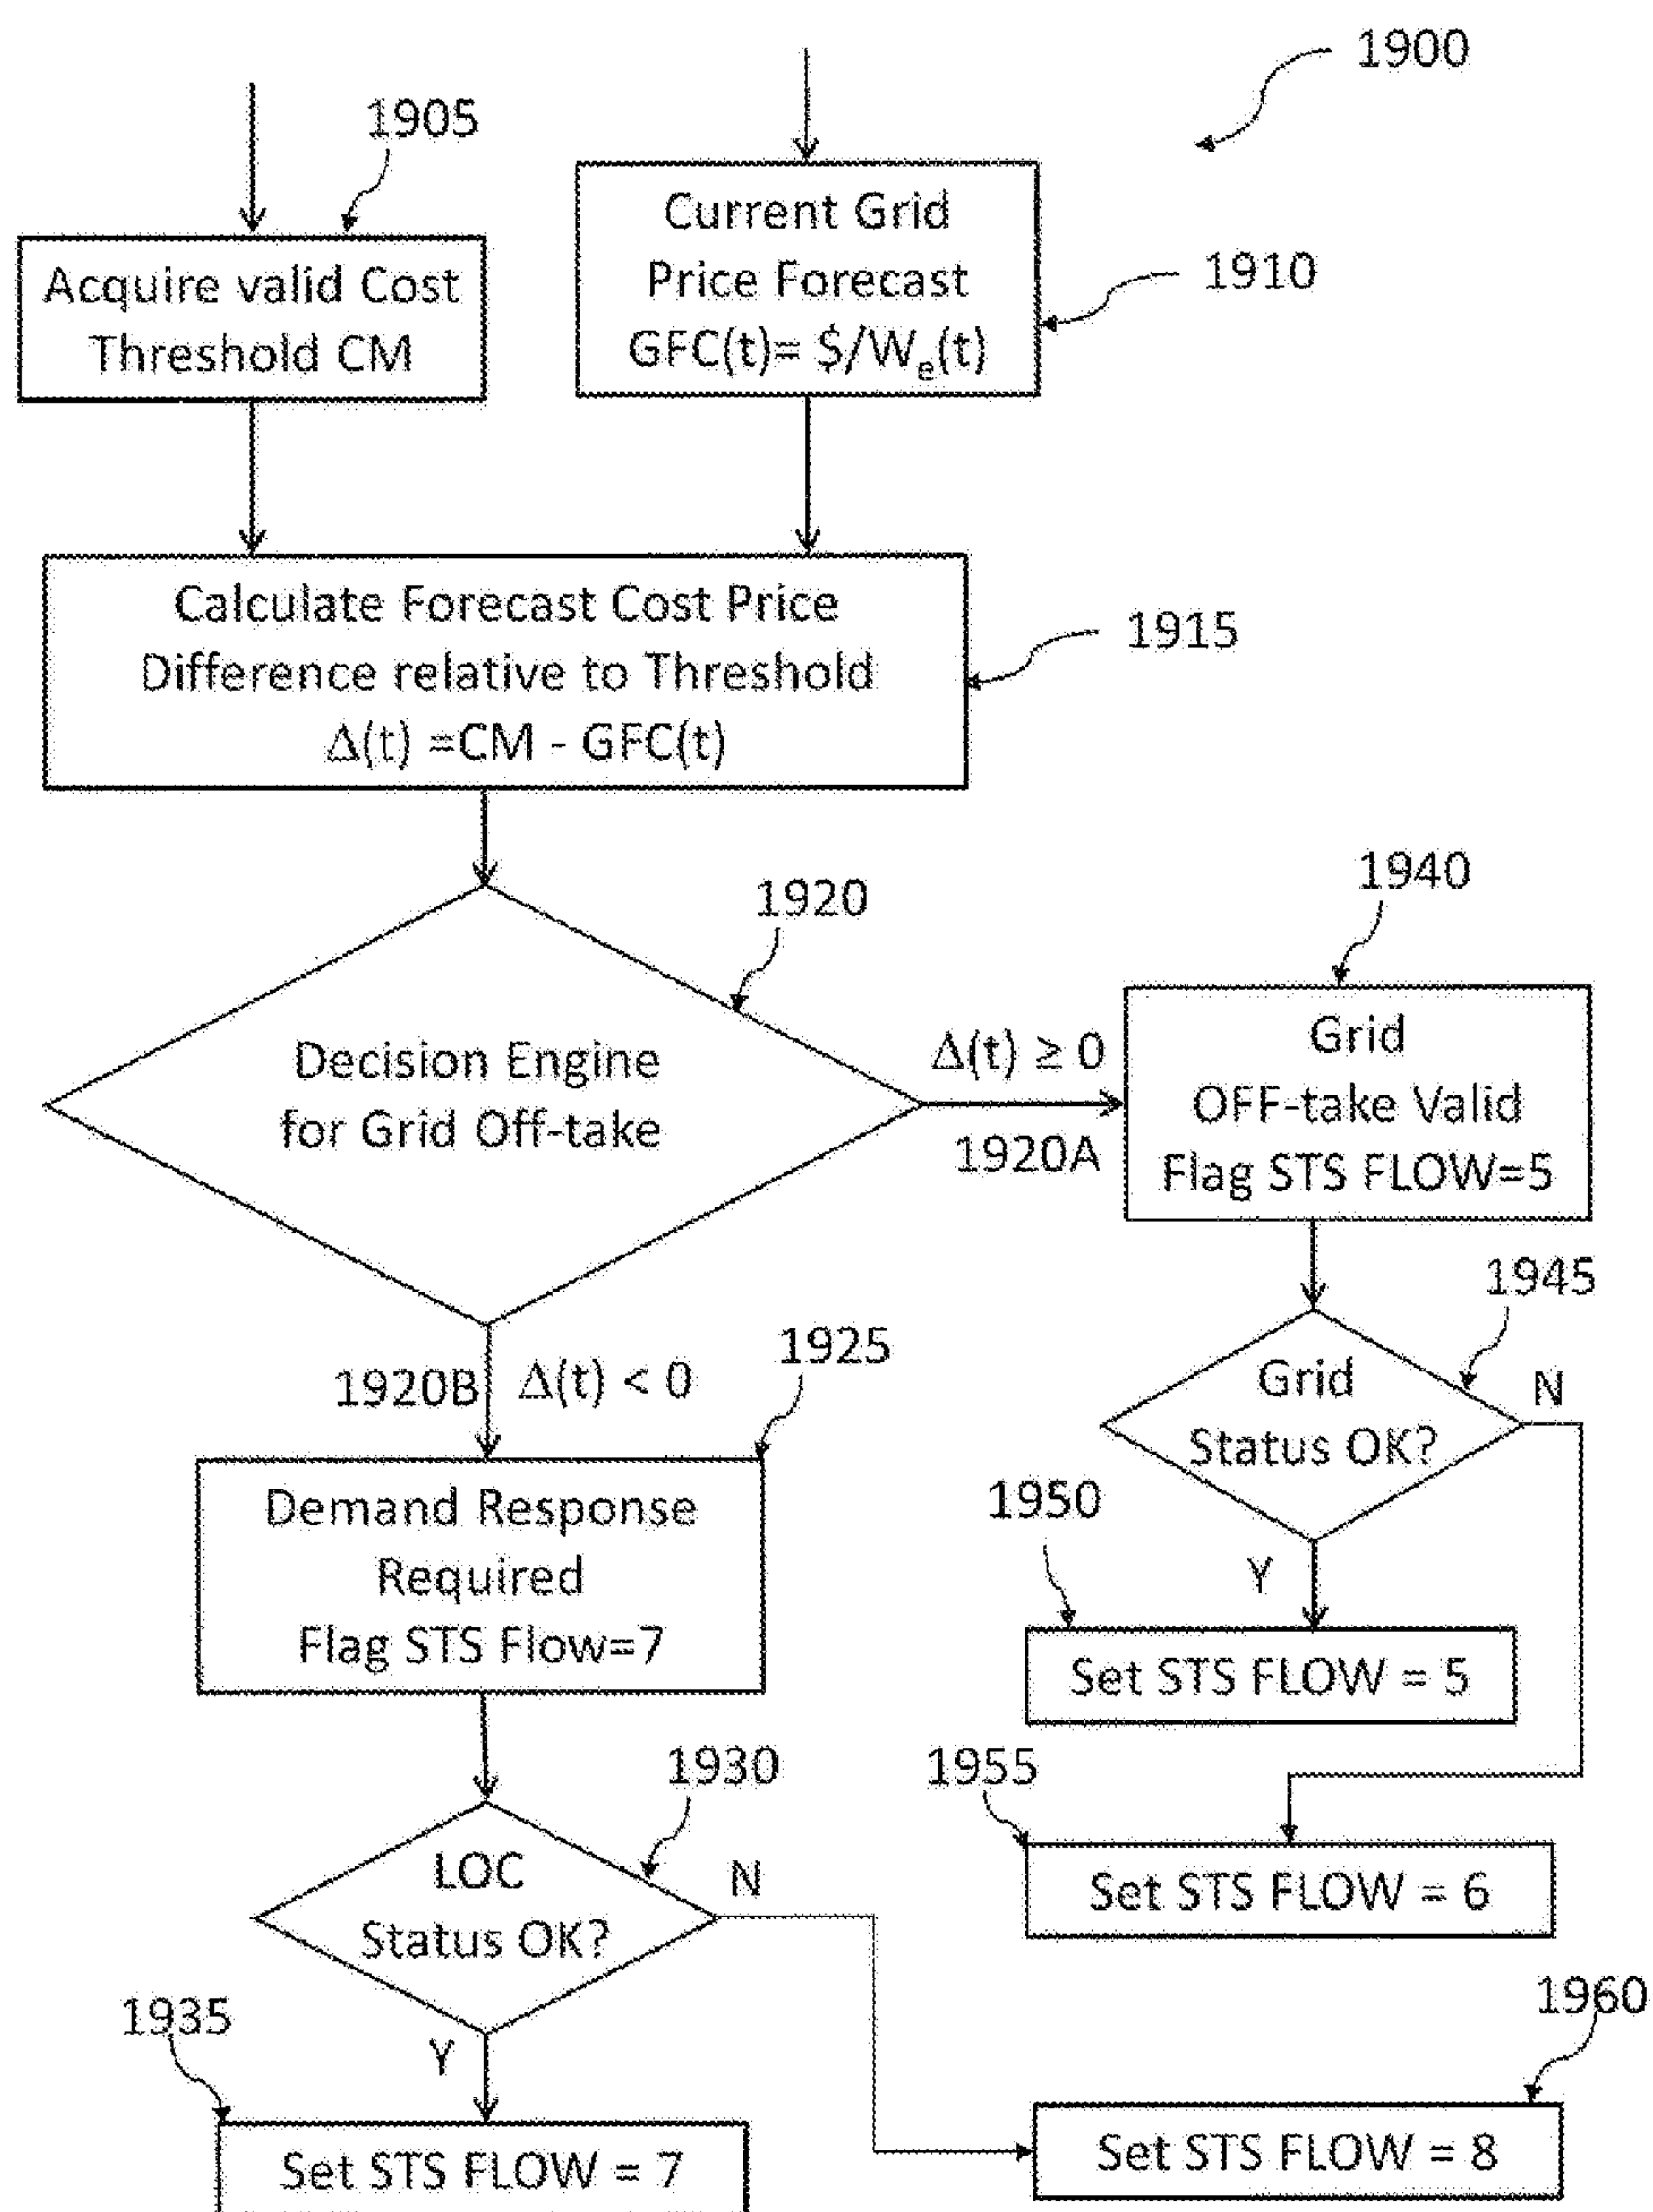 1900
1905
Current Grid
Price Forecast
GFC(t)= $/We(t)
1910
Acquire valid Cost
Threshold CM
Calculate Forecast Cost Price
Difference relative to Threshold
Δ(t) =CM - GFC(t)
1915
1920
Decision Engine
for Grid Off-take
Δ(t) ≥ 0
1920A
1940
Grid
OFF-take Valid
Flag STS FLOW=5
1920B
Δ(t) < 0
1925
Demand Response
Required
Flag STS Flow=7
1945
Grid
Status OK?
N
Y
1950
Set STS FLOW = 5
1955
Set STS FLOW = 6
1930
LOC
Status OK?
N
Y
1935
Set STS FLOW = 7
1960
Set STS FLOW = 8